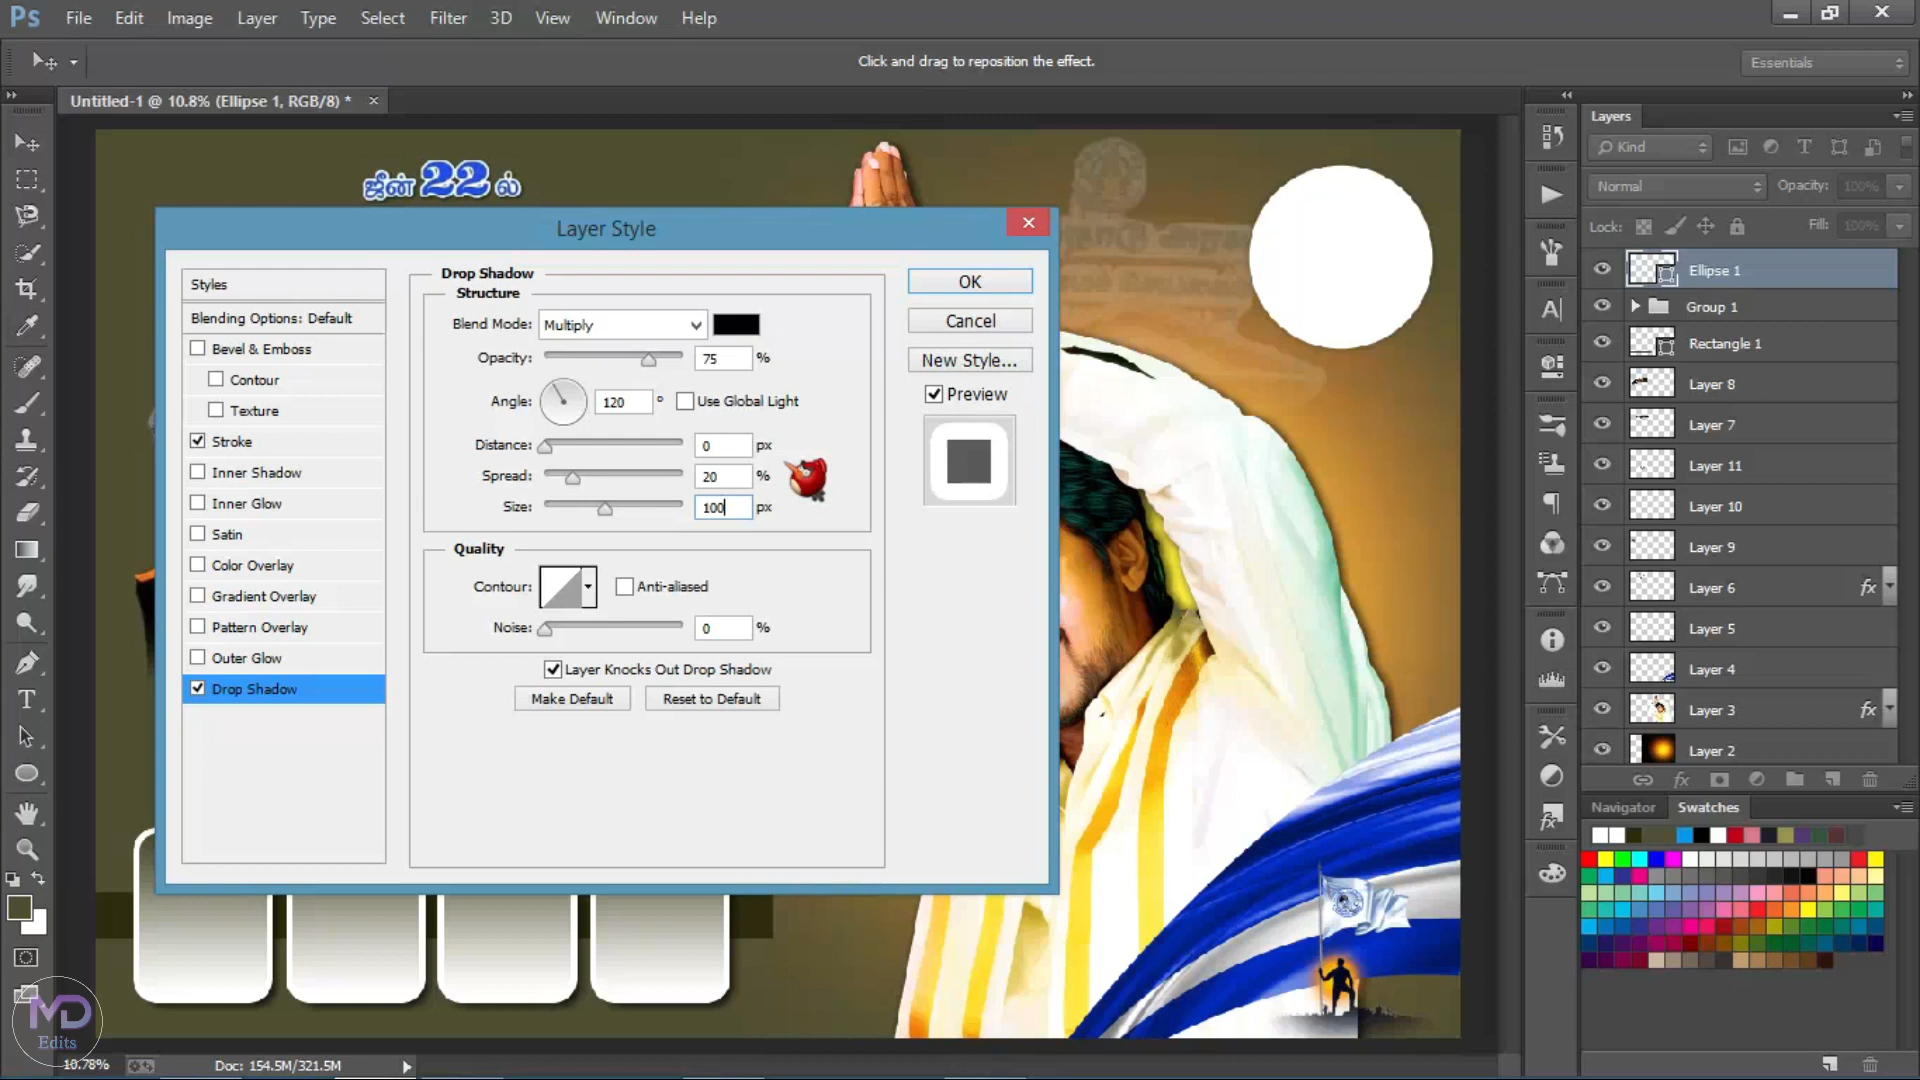 Ps File Edit Image Layer Type Select Filter 3D View Window Help
Click and drag to reposition the effect.
Essentials
Untitled-1 @ 10.8% (Ellipse 1, RGB/8) *
ஜீன் 22 ல்
Layer Style
Styles
Blending Options: Default
Bevel & Emboss
Contour
Texture
Stroke
Inner Shadow
Inner Glow
Satin
Color Overlay
Gradient Overlay
Pattern Overlay
Outer Glow
Drop Shadow
Drop Shadow
Structure
Blend Mode: Multiply
Opacity: 75 %
Angle: 120 ° Use Global Light
Distance: 0 px
Spread: 20 %
Size: 100 px
Quality
Contour: Anti-aliased
Noise: 0 %
Layer Knocks Out Drop Shadow
Make Default Reset to Default
OK
Cancel
New Style...
Preview
Layers
Kind
Normal Opacity: 100%
Lock: Fill: 100%
Ellipse 1
Group 1
Rectangle 1
Layer 8
Layer 7
Layer 11
Layer 10
Layer 9
Layer 6 fx
Layer 5
Layer 4
Layer 3 fx
Layer 2
Navigator Swatches
MD
Edits
10.78% Doc: 154.5M/321.5M